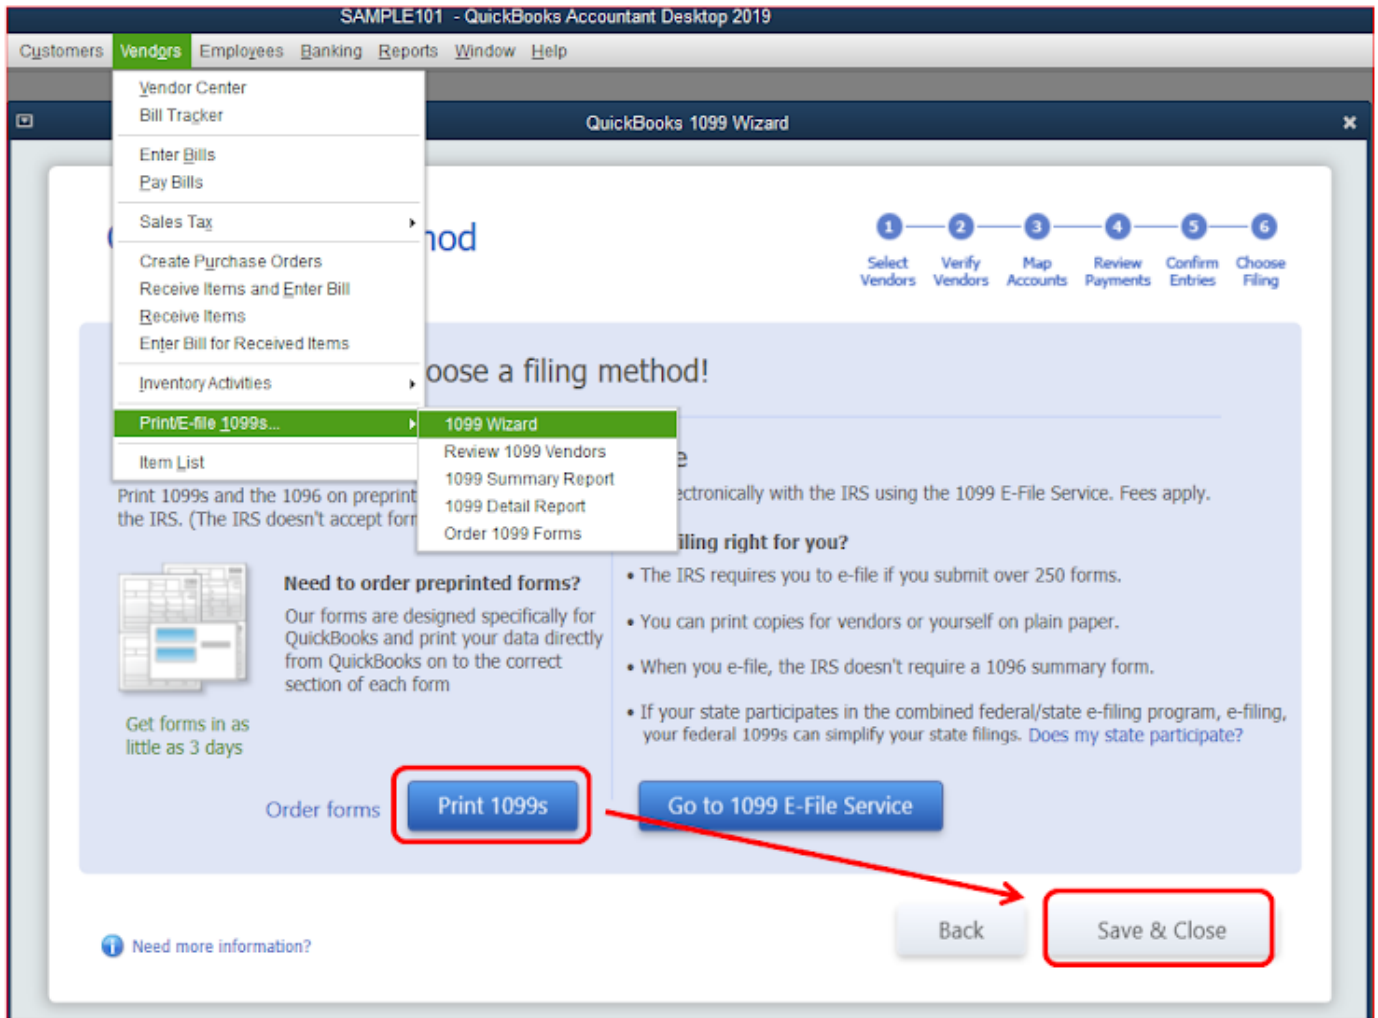 SAMPLE101 - QuickBooks Accountant Desktop 2019
Customers Vendors Employees Banking Reports Window Help
Vendor Center
Bill Tracker
Enter Bills
Pay Bills
Sales Tax
Create Purchase Orders
Receive Items and Enter Bill
Receive Items
Enter Bill for Received Items
Inventory Activities
Print/E-file 1099s...
Item List
1099 Wizard
Review 1099 Vendors
1099 Summary Report
1099 Detail Report
Order 1099 Forms
QuickBooks 1099 Wizard
1 2 3 4 5 6
Select Vendors
Verify Vendors
Map Accounts
Review Payments
Confirm Entries
Choose Filing
a filing method!
Print 1099s and the 1096 on preprint
the IRS. (The IRS doesn't accept
Need to order preprinted forms?
Our forms are designed specifically for
QuickBooks and print your data directly
from QuickBooks on to the correct
section of each form
Get forms in as
little as 3 days
Order forms
Print 1099s
with the IRS using the 1099 E-File Service. Fees apply.
right for you?
• The IRS requires you to e-file if you submit over 250 forms.
• You can print copies for vendors or yourself on plain paper.
• When you e-file, the IRS doesn't require a 1096 summary form.
• If your state participates in the combined federal/state e-filing program, e-filing,
your federal 1099s can simplify your state filings. Does my state participate?
Go to 1099 E-File Service
Need more information?
Back
Save & Close